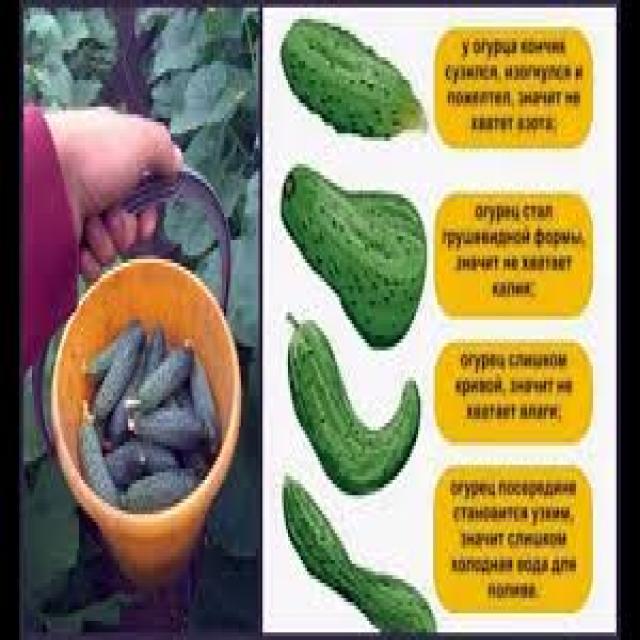 у огурца кончик
сузился, изогнулся и
пожелтел, значит не
хватет азота;
огурец стал
грушевидной формы,
значит не хватает
калия;
огурец слишком
кривой, значит не
хватает влаги;
огурец посередине
становится узким,
значит слишком
холодная вода для
полива.